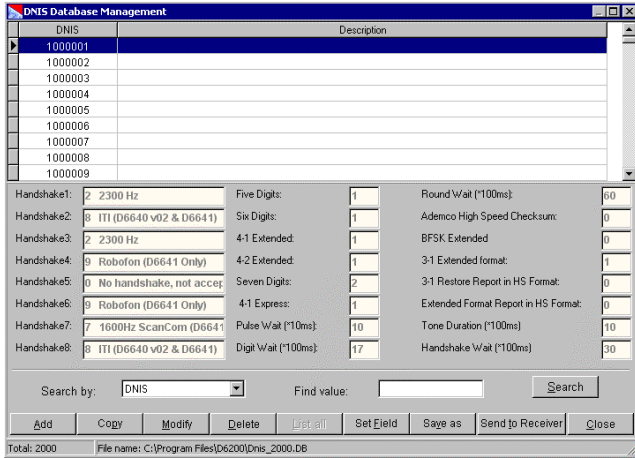 DNIS Database Management
DNIS Description
1000001
1000002
1000003
1000004
1000005
1000006
1000007
1000008
1000009
Handshake1: 2 2300 Hz Five Digits: 1 Round Wait (*100ms): 60
Handshake2: 8 ITI (D6640 v02 & D6641) Six Digits: 1 Ademco High Speed Checksum: 0
Handshake3: 2 2300 Hz 4-1 Extended: 1 BFSK Extended 0
Handshake4: 9 Robofon (D6641 Only) 4-2 Extended: 1 3-1 Extended format: 1
Handshake5: 0 No handshake, not accep Seven Digits: 2 3-1 Restore Report in HS Format: 0
Handshake6: 9 Robofon (D6641 Only) 4-1 Express: 1 Extended Format Report in HS Format: 0
Handshake7: 7 1600Hz ScanCom (D6641 Pulse Wait (*10ms): 10 Tone Duration (*100ms) 10
Handshake8: 8 ITI (D6640 v02 & D6641) Digit Wait (*100ms): 17 Handshake Wait (*100ms) 30
Search by: DNIS Find value: Search
Add Copy Modify Delete List all Set Field Save as Send to Receiver Close
Total: 2000 File name: C:\Program Files\D6200\Dnis_2000.DB